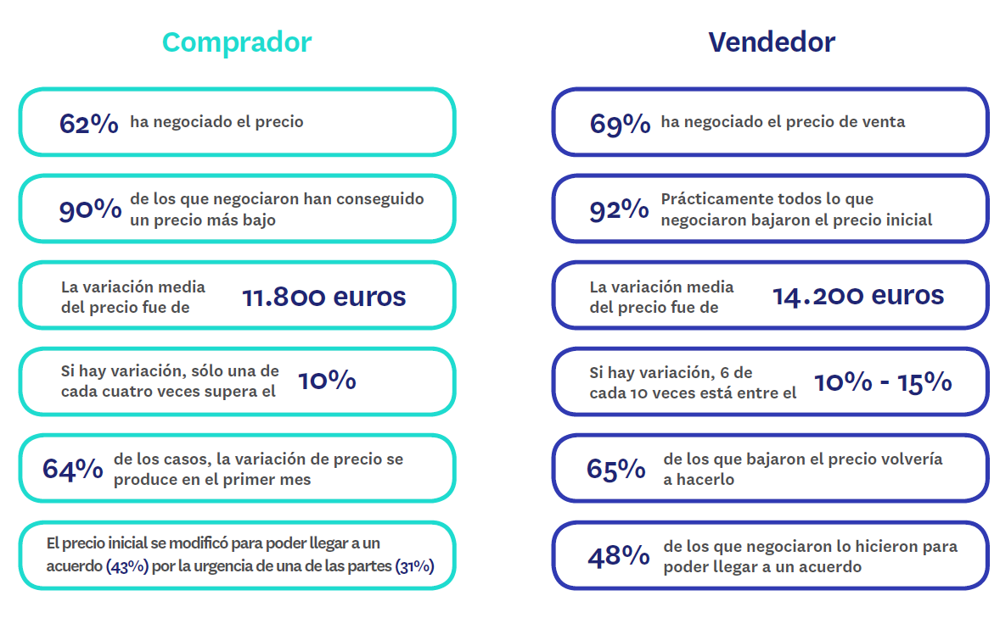 Comprador
62% ha negociado el precio
90% de los que negociaron han conseguido
un precio más bajo
La variación media
del precio fue de
11.800 euros
Si hay variación, sólo una de
cada cuatro veces supera el
10%
64% de los casos, la variación de precio se
produce en el primer mes
El precio inicial se modificó para poder llegar a un
acuerdo (43%) por la urgencia de una de las partes (31%)
Vendedor
69% ha negociado el precio de venta
92% Prácticamente todos lo que
negociaron bajaron el precio inicial
La variación media
del precio fue de
14.200 euros
Si hay variación, 6 de
cada 10 veces está entre el
10% - 15%
65% de los que bajaron el precio volvería
a hacerlo
48% de los que negociaron lo hicieron para
poder llegar a un acuerdo